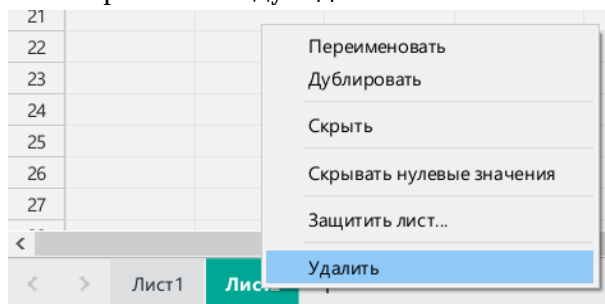 21
22
23
24
25
26
27
Переименовать
Дублировать
Скрыть
Скрывать нулевые значения
Защитить лист...
Удалить
Лист1